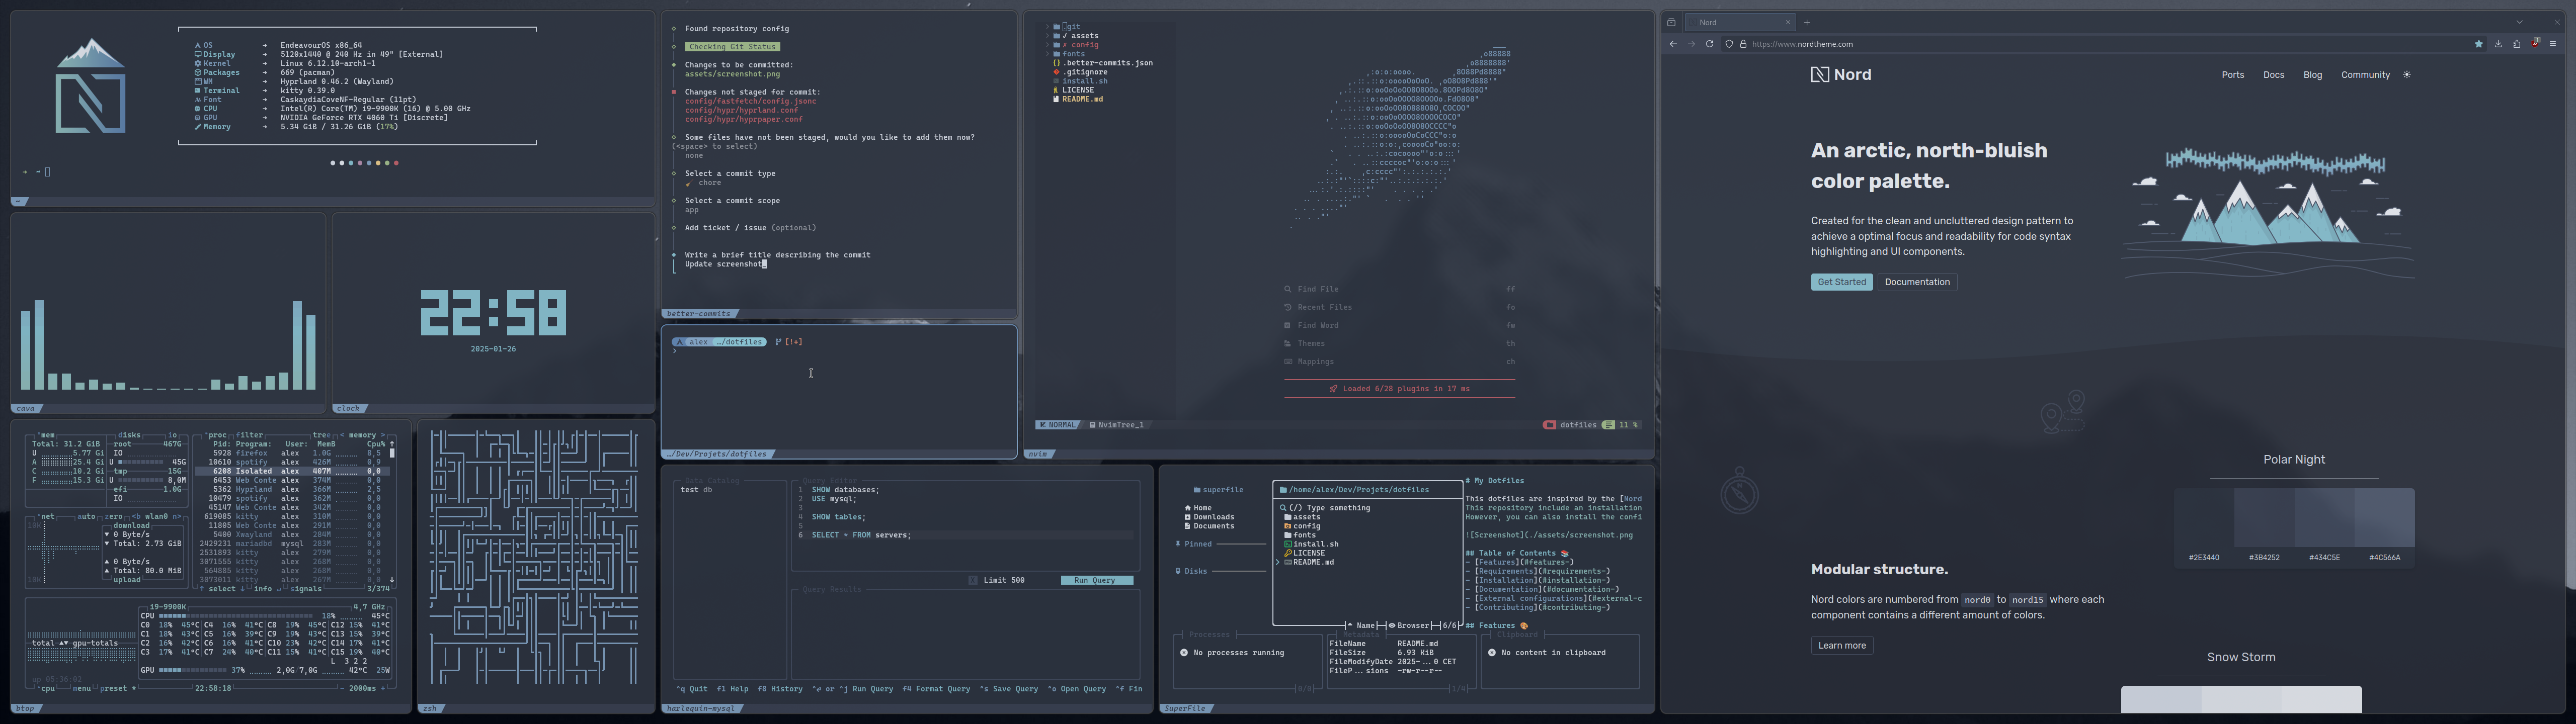 OS → EndeavourOS x86_64
Display → 5120x1440 @ 240 Hz in 49" [External]
Kernel → Linux 6.12.10-arch1-1
Packages → 669 (pacman)
WM → Hyprland 0.46.2 (Wayland)
Terminal → kitty 0.39.0
Font → CaskaydiaCoveNF-Regular (11pt)
CPU → Intel(R) Core(TM) i9-9900K (16) @ 5.00 GHz
GPU → NVIDIA GeForce RTX 4060 Ti [Discrete]
Memory → 5.34 GiB / 31.26 GiB (17%)
→ ~
~
cava
22:58
2025-01-26
clock
mem disks io
Total: 31.2 GiB root 467G
U 5.77 Gi IO
A 25.4 Gi U 45G
C 10.2 Gi tmp 15G
F 15.3 Gi U 8,0M
efi 1.0G
IO
net auto zero <b wlan0 n>
10K download
▼ 0 Byte/s
▼ Total: 2.73 GiB
▲ 0 Byte/s
▲ Total: 80.0 MiB
10K upload
proc filter tree < memory >
Pid: Program: User: MemB Cpu% ↑
5928 firefox alex 1.0G 8,5
10610 spotify alex 426M 0,9
6208 Isolated alex 407M 0,0
6453 Web Conte alex 374M 0,0
5362 Hyprland alex 366M 2,5
10479 spotify alex 362M 0,0
45147 Web Conte alex 342M 0,0
619085 kitty alex 310M 0,0
11805 Web Conte alex 291M 0,0
5400 Xwayland alex 284M 0,0
2429231 mariadbd mysql 283M 0,0
2531893 kitty alex 279M 0,0
3071555 kitty alex 268M 0,0
564885 kitty alex 268M 0,0
3073011 kitty alex 267M 0,0 ↓
↑ select ↓ info ↵ signals 3/374
i9-9900K 4,7 GHz
CPU 18% 45°C
C0 18% 45°C C4 16% 41°C C8 19% 45°C C12 15% 41°C
C1 18% 43°C C5 16% 39°C C9 19% 43°C C13 15% 39°C
C2 16% 42°C C6 16% 41°C C10 23% 42°C C14 17% 41°C
C3 17% 41°C C7 24% 40°C C11 15% 41°C C15 19% 40°C
L 3 2 2
total ▲▼ gpu-totals
GPU 37% 2,0G/7,0G 42°C 25W
up 05:36:02
cpu menu preset * 22:58:18 - 2000ms +
btop
zsh
Found repository config
Checking Git Status
Changes to be committed:
assets/screenshot.png
Changes not staged for commit:
config/fastfetch/config.jsonc
config/hypr/hyprland.conf
config/hypr/hyprpaper.conf
Some files have not been staged, would you like to add them now?
(<space> to select)
none
Select a commit type
chore
Select a commit scope
app
Add ticket / issue (optional)
Write a brief title describing the commit
Update screenshot
better-commits
alex …/dotfiles [!+]
…/Dev/Projets/dotfiles
.git
✓ assets
✗ config
fonts
.better-commits.json
.gitignore
install.sh
LICENSE
README.md
Find File ff
Recent Files fo
Find Word fw
Themes th
Mappings ch
Loaded 6/28 plugins in 17 ms
NORMAL NvimTree_1 dotfiles 11 %
nvim
Data Catalog
test db
Query Editor
1 SHOW databases;
2 USE mysql;
3
4 SHOW tables;
5
6 SELECT * FROM servers;
Limit 500 Run Query
Query Results
^q Quit f1 Help f8 History ^↵ or ^j Run Query f4 Format Query ^s Save Query ^o Open Query ^f Fin
harlequin-mysql
superfile
Home
Downloads
Documents
Pinned
Disks
/home/alex/Dev/Projets/dotfiles
(/) Type something
assets
config
fonts
install.sh
LICENSE
README.md
Name Browser 6/6
# My Dotfiles
This dotfiles are inspired by the [Nord
This repository include an installation
However, you can also install the confi
![Screenshot](./assets/screenshot.png
## Table of Contents 📚
- [Features](#features-)
- [Requirements](#requirements-)
- [Installation](#installation-)
- [Documentation](#documentation-)
- [External configurations](#external-c
- [Contributing](#contributing-)
## Features 🎨
Processes
No processes running
0/0
Metadata
FileName README.md
FileSize 6.93 KiB
FileModifyDate 2025-...0 CET
FileP...sions -rw-r--r--
1/4
Clipboard
No content in clipboard
SuperFile
Nord
https://www.nordtheme.com
Nord
Ports Docs Blog Community
An arctic, north-bluish
color palette.
Created for the clean and uncluttered design pattern to
achieve a optimal focus and readability for code syntax
highlighting and UI components.
Get Started Documentation
Polar Night
#2E3440 #3B4252 #434C5E #4C566A
Modular structure.
Nord colors are numbered from nord0 to nord15 where each
component contains a different amount of colors.
Learn more
Snow Storm